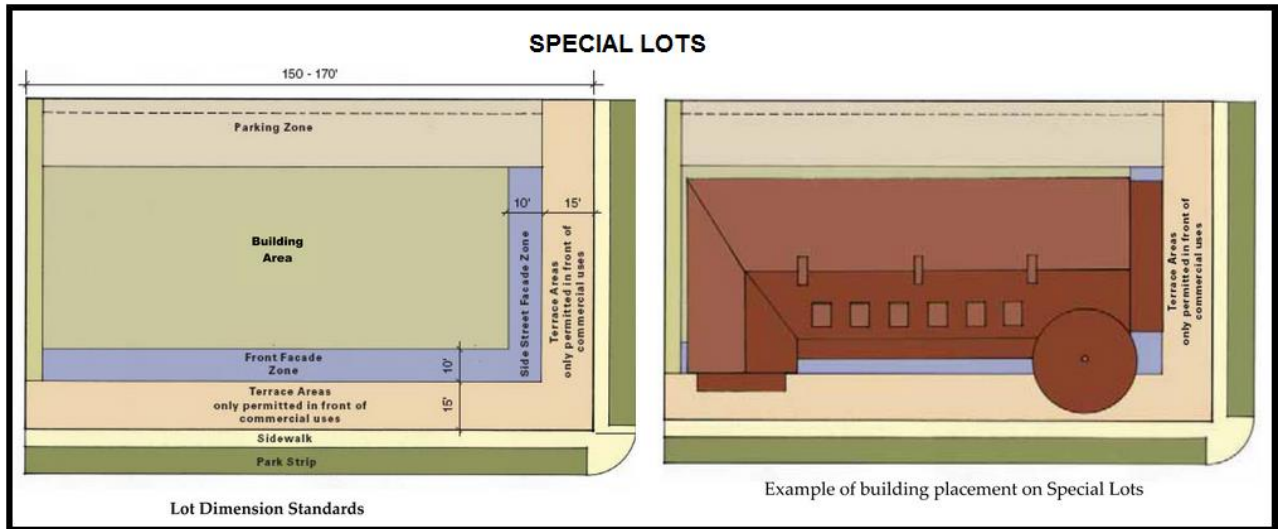 SPECIAL LOTS
150 - 170'
Parking Zone
Building
Area
10'
15'
Side Street Facade Zone
Terrace Areas
only permitted in front of
commercial uses
Front Facade
Zone
10'
Terrace Areas
only permitted in front of
commercial uses
15'
Sidewalk
Park Strip
Lot Dimension Standards
Terrace Areas
only permitted in front of
commercial uses
Example of building placement on Special Lots